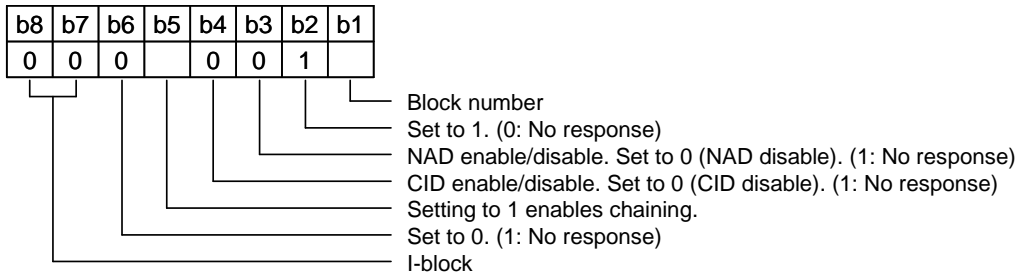 b8 b7 b6 b5 b4 b3 b2 b1
0 0 0 0 0 1
Block number
Set to 1. (0: No response)
NAD enable/disable. Set to 0 (NAD disable). (1: No response)
CID enable/disable. Set to 0 (CID disable). (1: No response)
Setting to 1 enables chaining.
Set to 0. (1: No response)
I-block